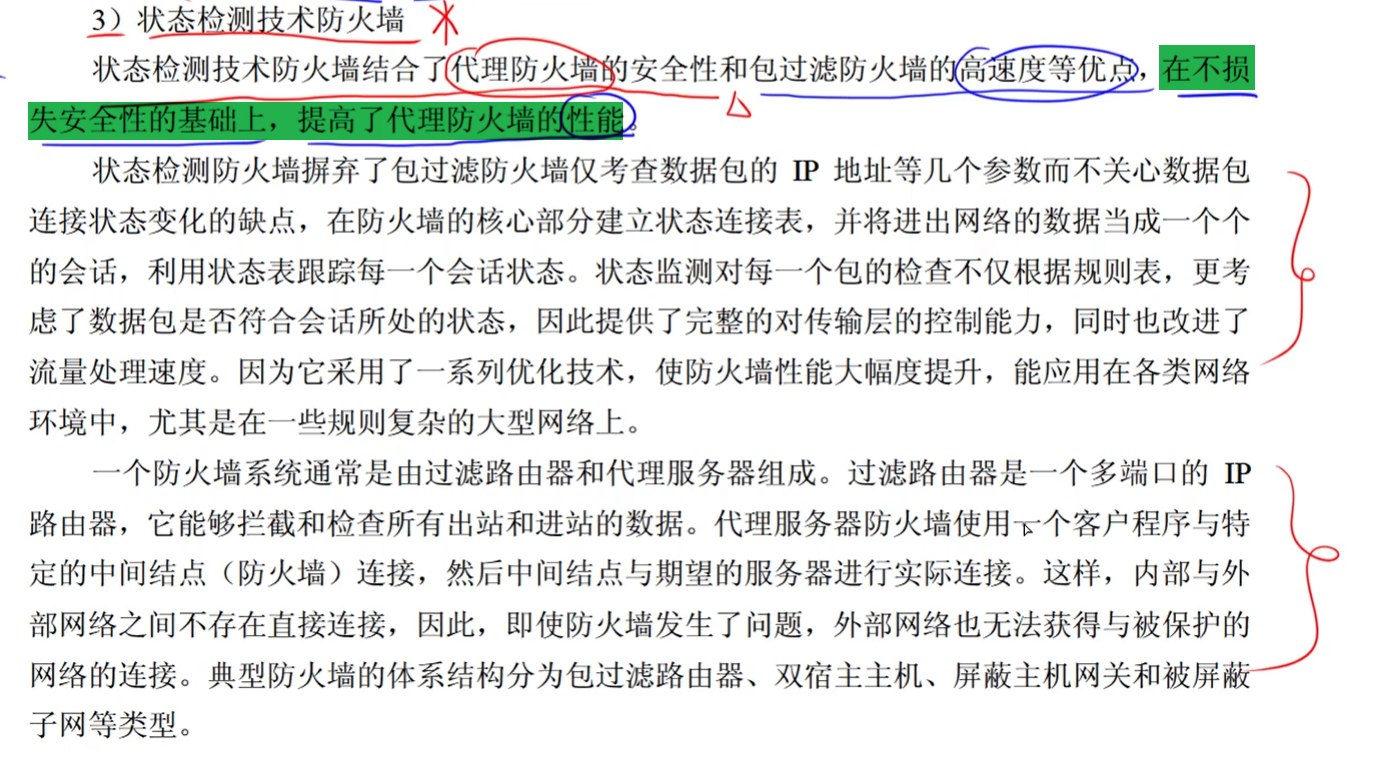 3）状态检测技术防火墙
状态检测技术防火墙结合了代理防火墙的安全性和包过滤防火墙的高速度等优点，在不损
失安全性的基础上，提高了代理防火墙的性能。
状态检测防火墙摒弃了包过滤防火墙仅考查数据包的 IP 地址等几个参数而不关心数据包
连接状态变化的缺点，在防火墙的核心部分建立状态连接表，并将进出网络的数据当成一个个
的会话，利用状态表跟踪每一个会话状态。状态监测对每一个包的检查不仅根据规则表，更考
虑了数据包是否符合会话所处的状态，因此提供了完整的对传输层的控制能力，同时也改进了
流量处理速度。因为它采用了一系列优化技术，使防火墙性能大幅度提升，能应用在各类网络
环境中，尤其是在一些规则复杂的大型网络上。
一个防火墙系统通常是由过滤路由器和代理服务器组成。过滤路由器是一个多端口的 IP
路由器，它能够拦截和检查所有出站和进站的数据。代理服务器防火墙使用一个客户程序与特
定的中间结点（防火墙）连接，然后中间结点与期望的服务器进行实际连接。这样，内部与外
部网络之间不存在直接连接，因此，即使防火墙发生了问题，外部网络也无法获得与被保护的
网络的连接。典型防火墙的体系结构分为包过滤路由器、双宿主主机、屏蔽主机网关和被屏蔽
子网等类型。